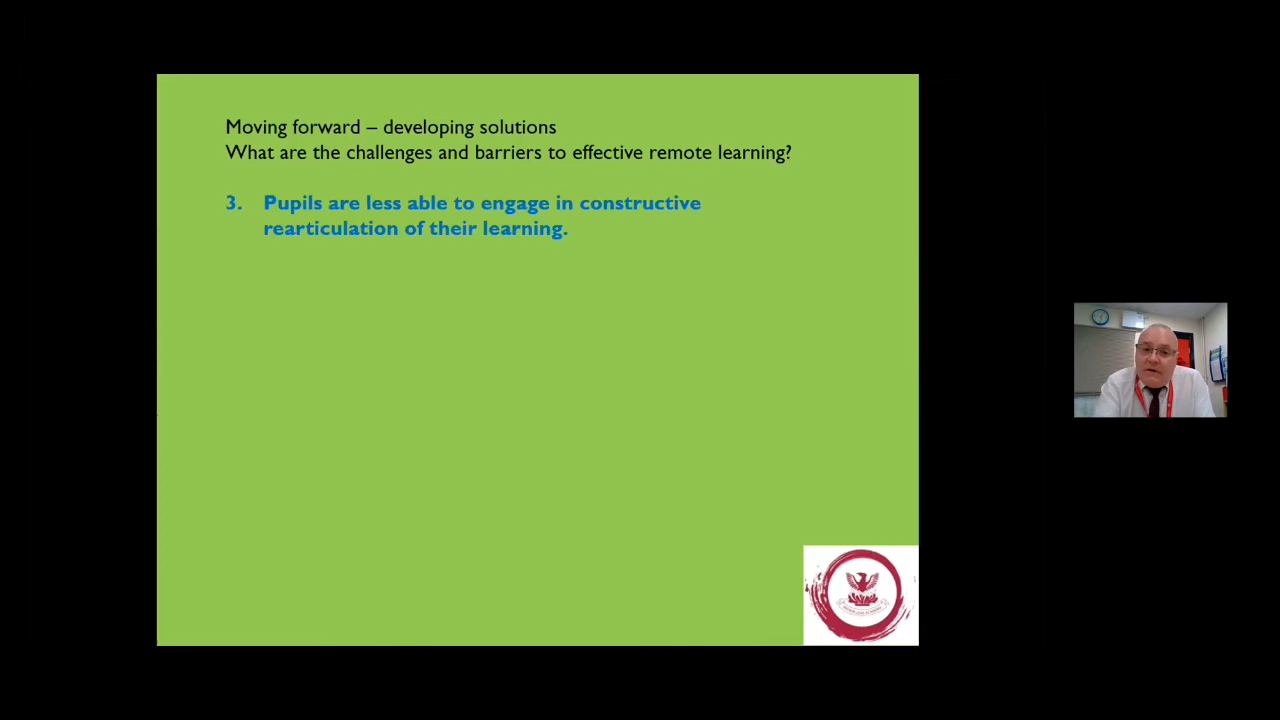 Moving forward – developing solutions
What are the challenges and barriers to effective remote learning?
3. Pupils are less able to engage in constructive
rearticulation of their learning.